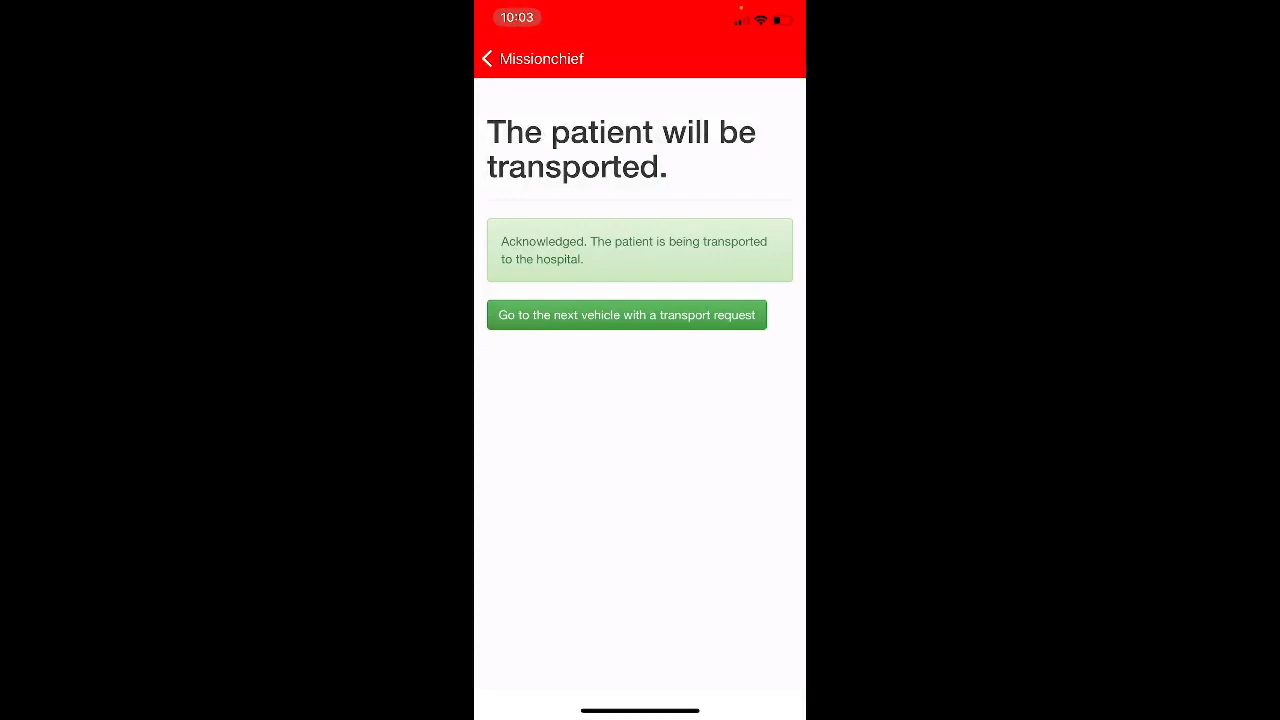 10:03
Missionchief
The patient will be
transported.
Acknowledged. The patient is being transported
to the hospital.
Go to the next vehicle with a transport request